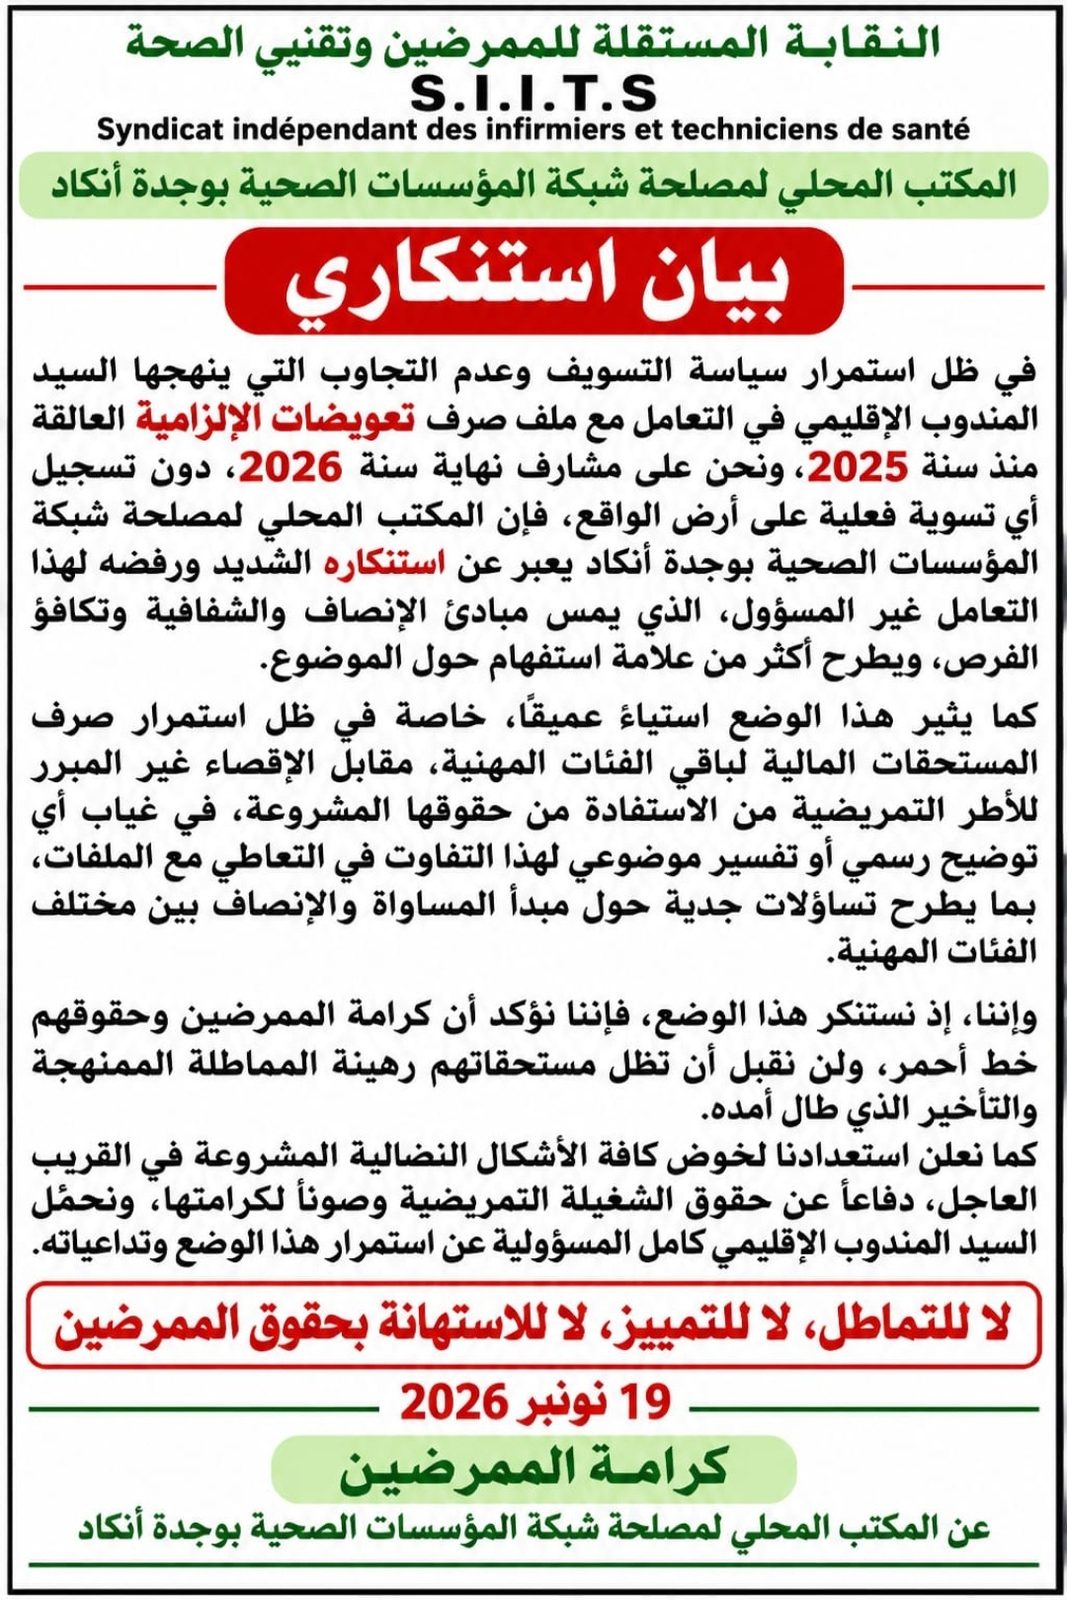 النقابة المستقلة للممرضين وتقنيي الصحة
S.I.I.T.S
Syndicat indépendant des infirmiers et techniciens de santé
المكتب المحلي لمصلحة شبكة المؤسسات الصحية بوجدة أنكاد
بيان استنكاري
في ظل استمرار سياسة التسويف وعدم التجاوب التي ينهجها السيد
المندوب الإقليمي في التعامل مع ملف صرف تعويضات الإلزامية العالقة
منذ سنة 2025، ونحن على مشارف نهاية سنة 2026، دون تسجيل
أي تسوية فعلية على أرض الواقع، فإن المكتب المحلي لمصلحة شبكة
المؤسسات الصحية بوجدة أنكاد يعبر عن استنكاره الشديد ورفضه لهذا
التعامل غير المسؤول، الذي يمس مبادئ الإنصاف والشفافية وتكافؤ
الفرص، ويطرح أكثر من علامة استفهام حول الموضوع.
كما يثير هذا الوضع استياءً عميقًا، خاصة في ظل استمرار صرف
المستحقات المالية لباقي الفئات المهنية، مقابل الإقصاء غير المبرر
للأطر التمريضية من الاستفادة من حقوقها المشروعة، في غياب أي
توضيح رسمي أو تفسير موضوعي لهذا التفاوت في التعاطي مع الملفات،
بما يطرح تساؤلات جدية حول مبدأ المساواة والإنصاف بين مختلف
الفئات المهنية.
وإننا، إذ نستنكر هذا الوضع، فإننا نؤكد أن كرامة الممرضين وحقوقهم
خط أحمر، ولن نقبل أن تظل مستحقاتهم رهينة المماطلة الممنهجة
والتأخير الذي طال أمده.
كما نعلن استعدادنا لخوض كافة الأشكال النضالية المشروعة في القريب
العاجل، دفاعاً عن حقوق الشغيلة التمريضية وصوناً لكرامتها، ونحمّل
السيد المندوب الإقليمي كامل المسؤولية عن استمرار هذا الوضع وتداعياته.
لا للتماطل، لا للتمييز، لا للاستهانة بحقوق الممرضين
19 نونبر 2026
كرامة الممرضين
عن المكتب المحلي لمصلحة شبكة المؤسسات الصحية بوجدة أنكاد